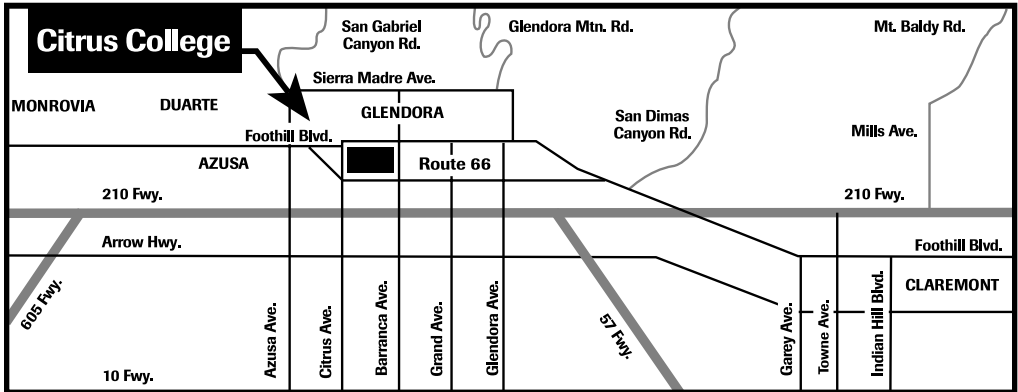 Citrus College
San Gabriel
Canyon Rd.
Glendora Mtn. Rd.
Mt. Baldy Rd.
Sierra Madre Ave.
MONROVIA
DUARTE
GLENDORA
San Dimas
Canyon Rd.
Foothill Blvd.
Mills Ave.
AZUSA
Route 66
210 Fwy.
210 Fwy.
Arrow Hwy.
Foothill Blvd.
CLAREMONT
605 Fwy.
Azusa Ave.
Citrus Ave.
Barranca Ave.
Grand Ave.
Glendora Ave.
57 Fwy.
Garey Ave.
Towne Ave.
Indian Hill Blvd.
10 Fwy.